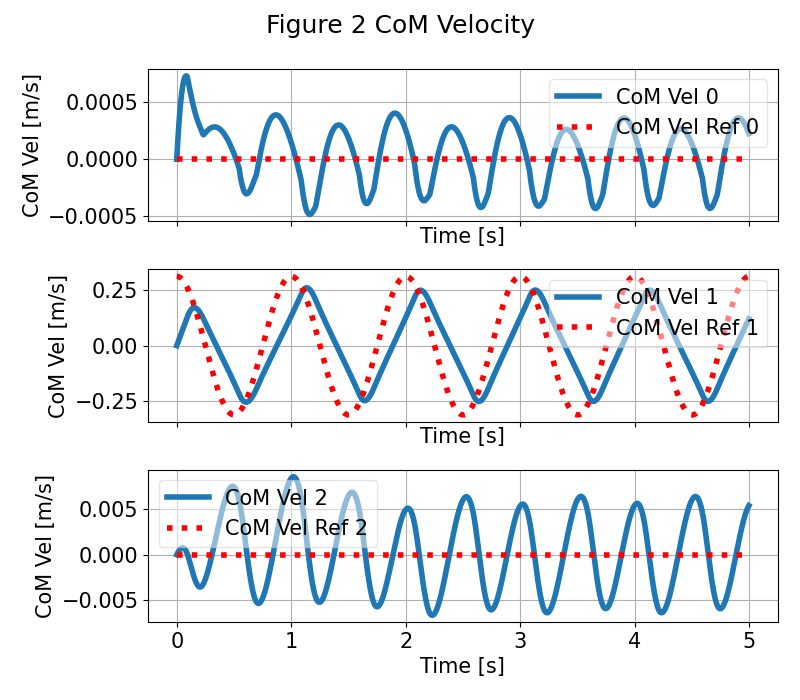 Figure 2 CoM Velocity
CoM Vel [m/s]
0.0005
0.0000
−0.0005
CoM Vel 0
CoM Vel Ref 0
Time [s]
CoM Vel [m/s]
0.25
0.00
−0.25
CoM Vel 1
CoM Vel Ref 1
Time [s]
CoM Vel [m/s]
0.005
0.000
−0.005
CoM Vel 2
CoM Vel Ref 2
0 1 2 3 4 5
Time [s]